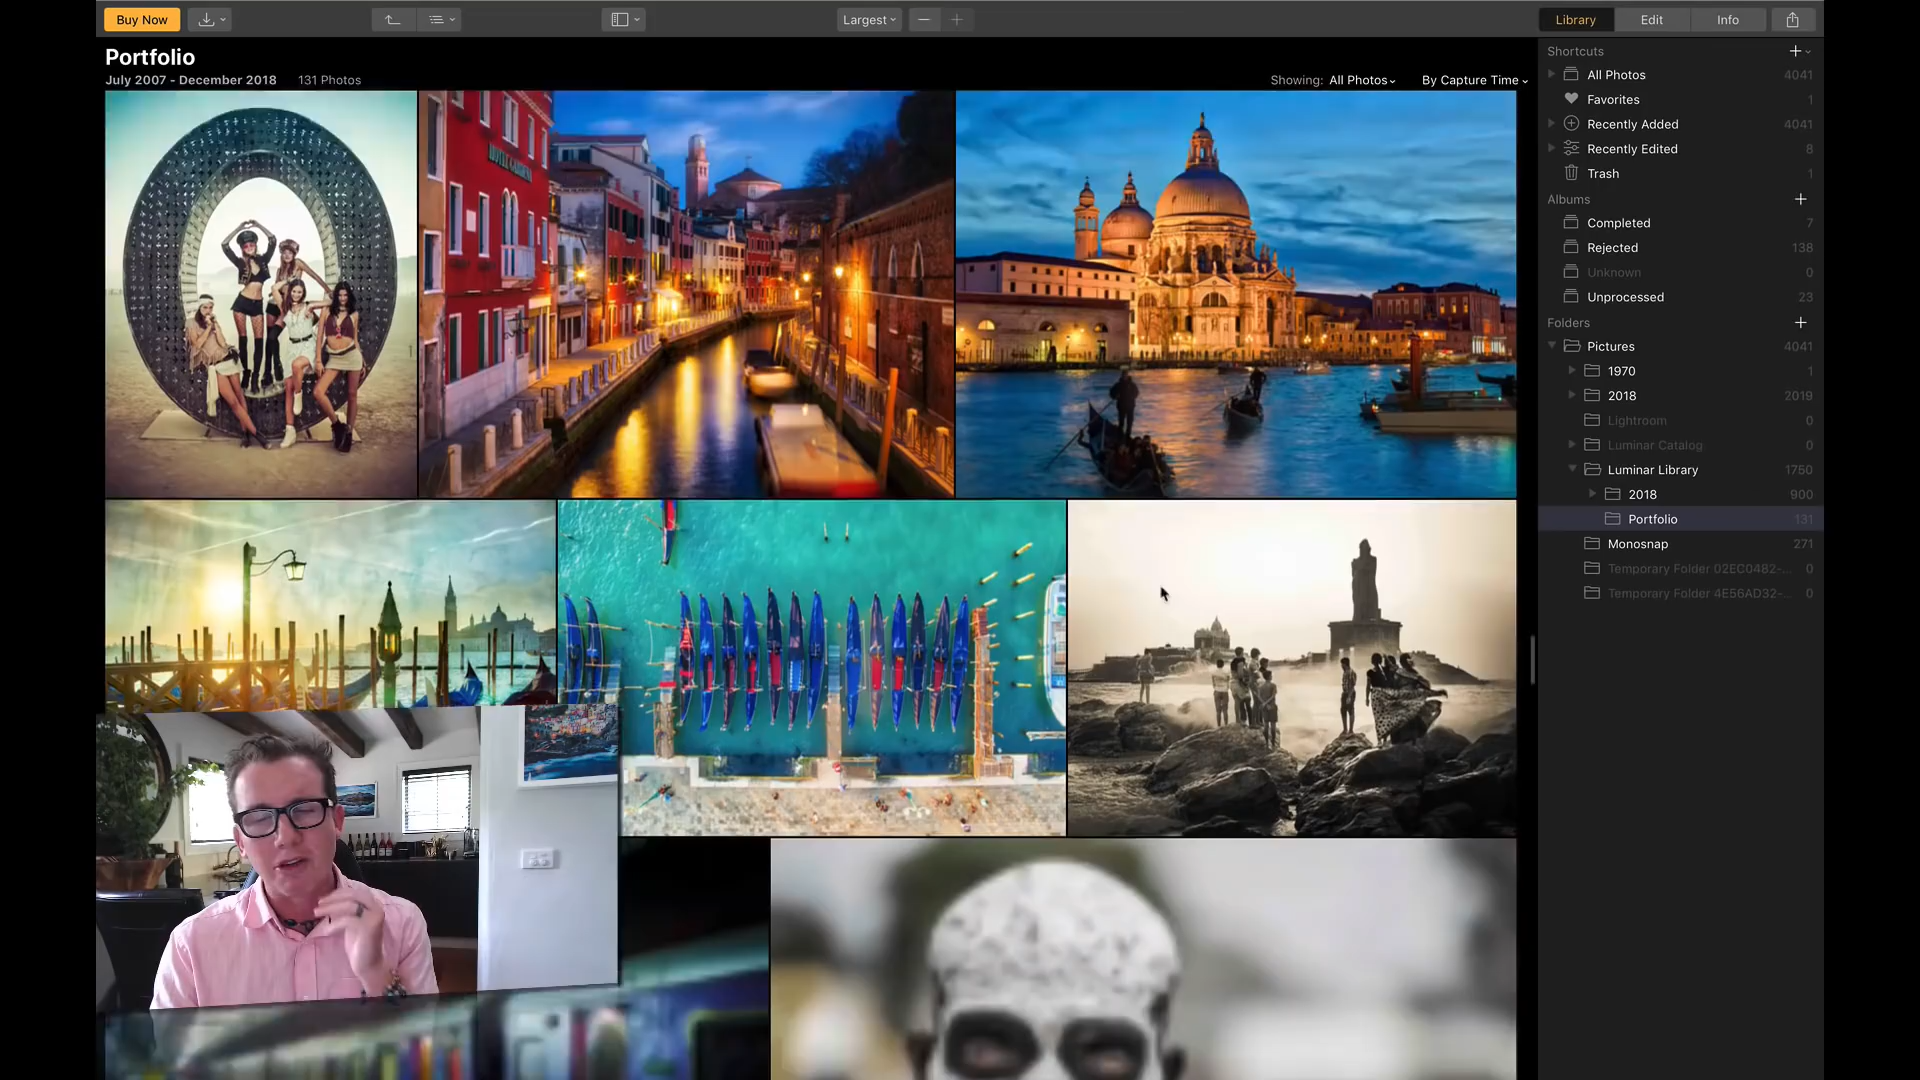 Buy Now
Largest
Library
Edit
Info
Portfolio
July 2007 - December 2018 131 Photos
Showing: All Photos
By Capture Time
Shortcuts
All Photos 4041
Favorites 1
Recently Added 4041
Recently Edited 8
Trash 1
Albums
Completed 7
Rejected 138
Unknown 0
Unprocessed 23
Folders
Pictures 4041
1970 1
2018 2019
Lightroom 0
Luminar Catalog 0
Luminar Library 1750
2018 900
Portfolio 131
Monosnap 271
Temporary Folder 02EC0482-... 0
Temporary Folder 4E56AD32-... 0